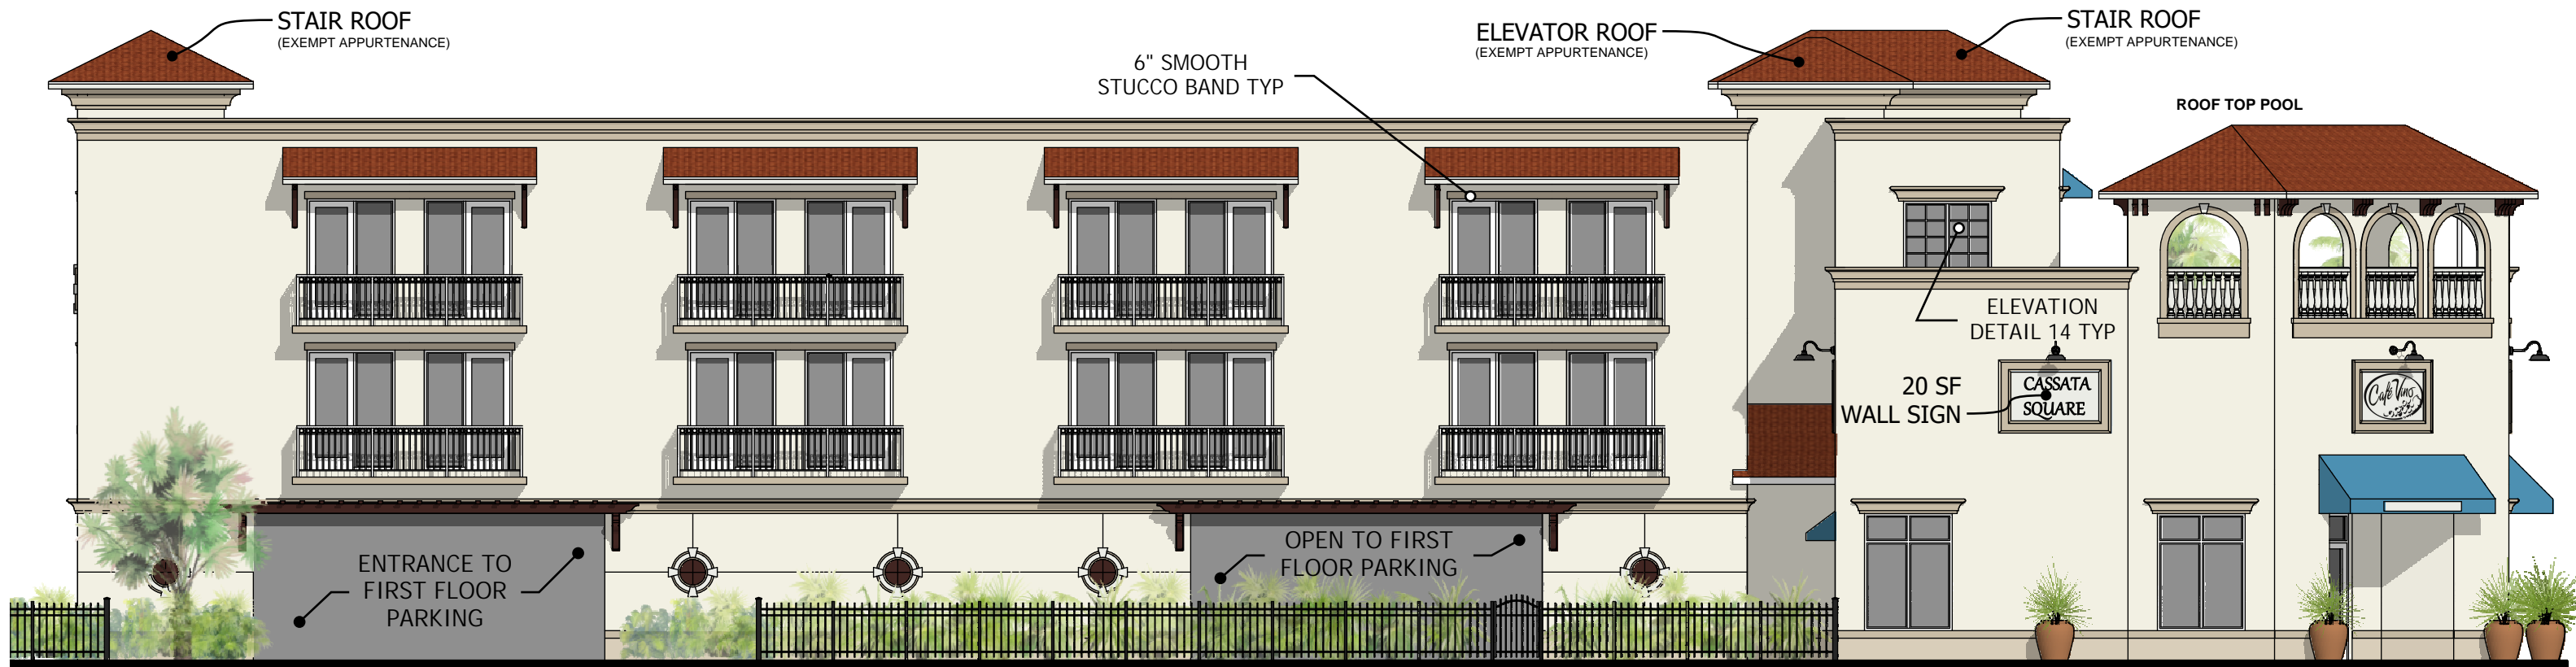 STAIR ROOF
(EXEMPT APPURTENANCE)
6" SMOOTH
STUCCO BAND TYP
ELEVATOR ROOF
(EXEMPT APPURTENANCE)
STAIR ROOF
(EXEMPT APPURTENANCE)
ROOF TOP POOL
ELEVATION
DETAIL 14 TYP
20 SF
WALL SIGN
CASSATA
SQUARE
Café Vino
ENTRANCE TO
FIRST FLOOR
PARKING
OPEN TO FIRST
FLOOR PARKING